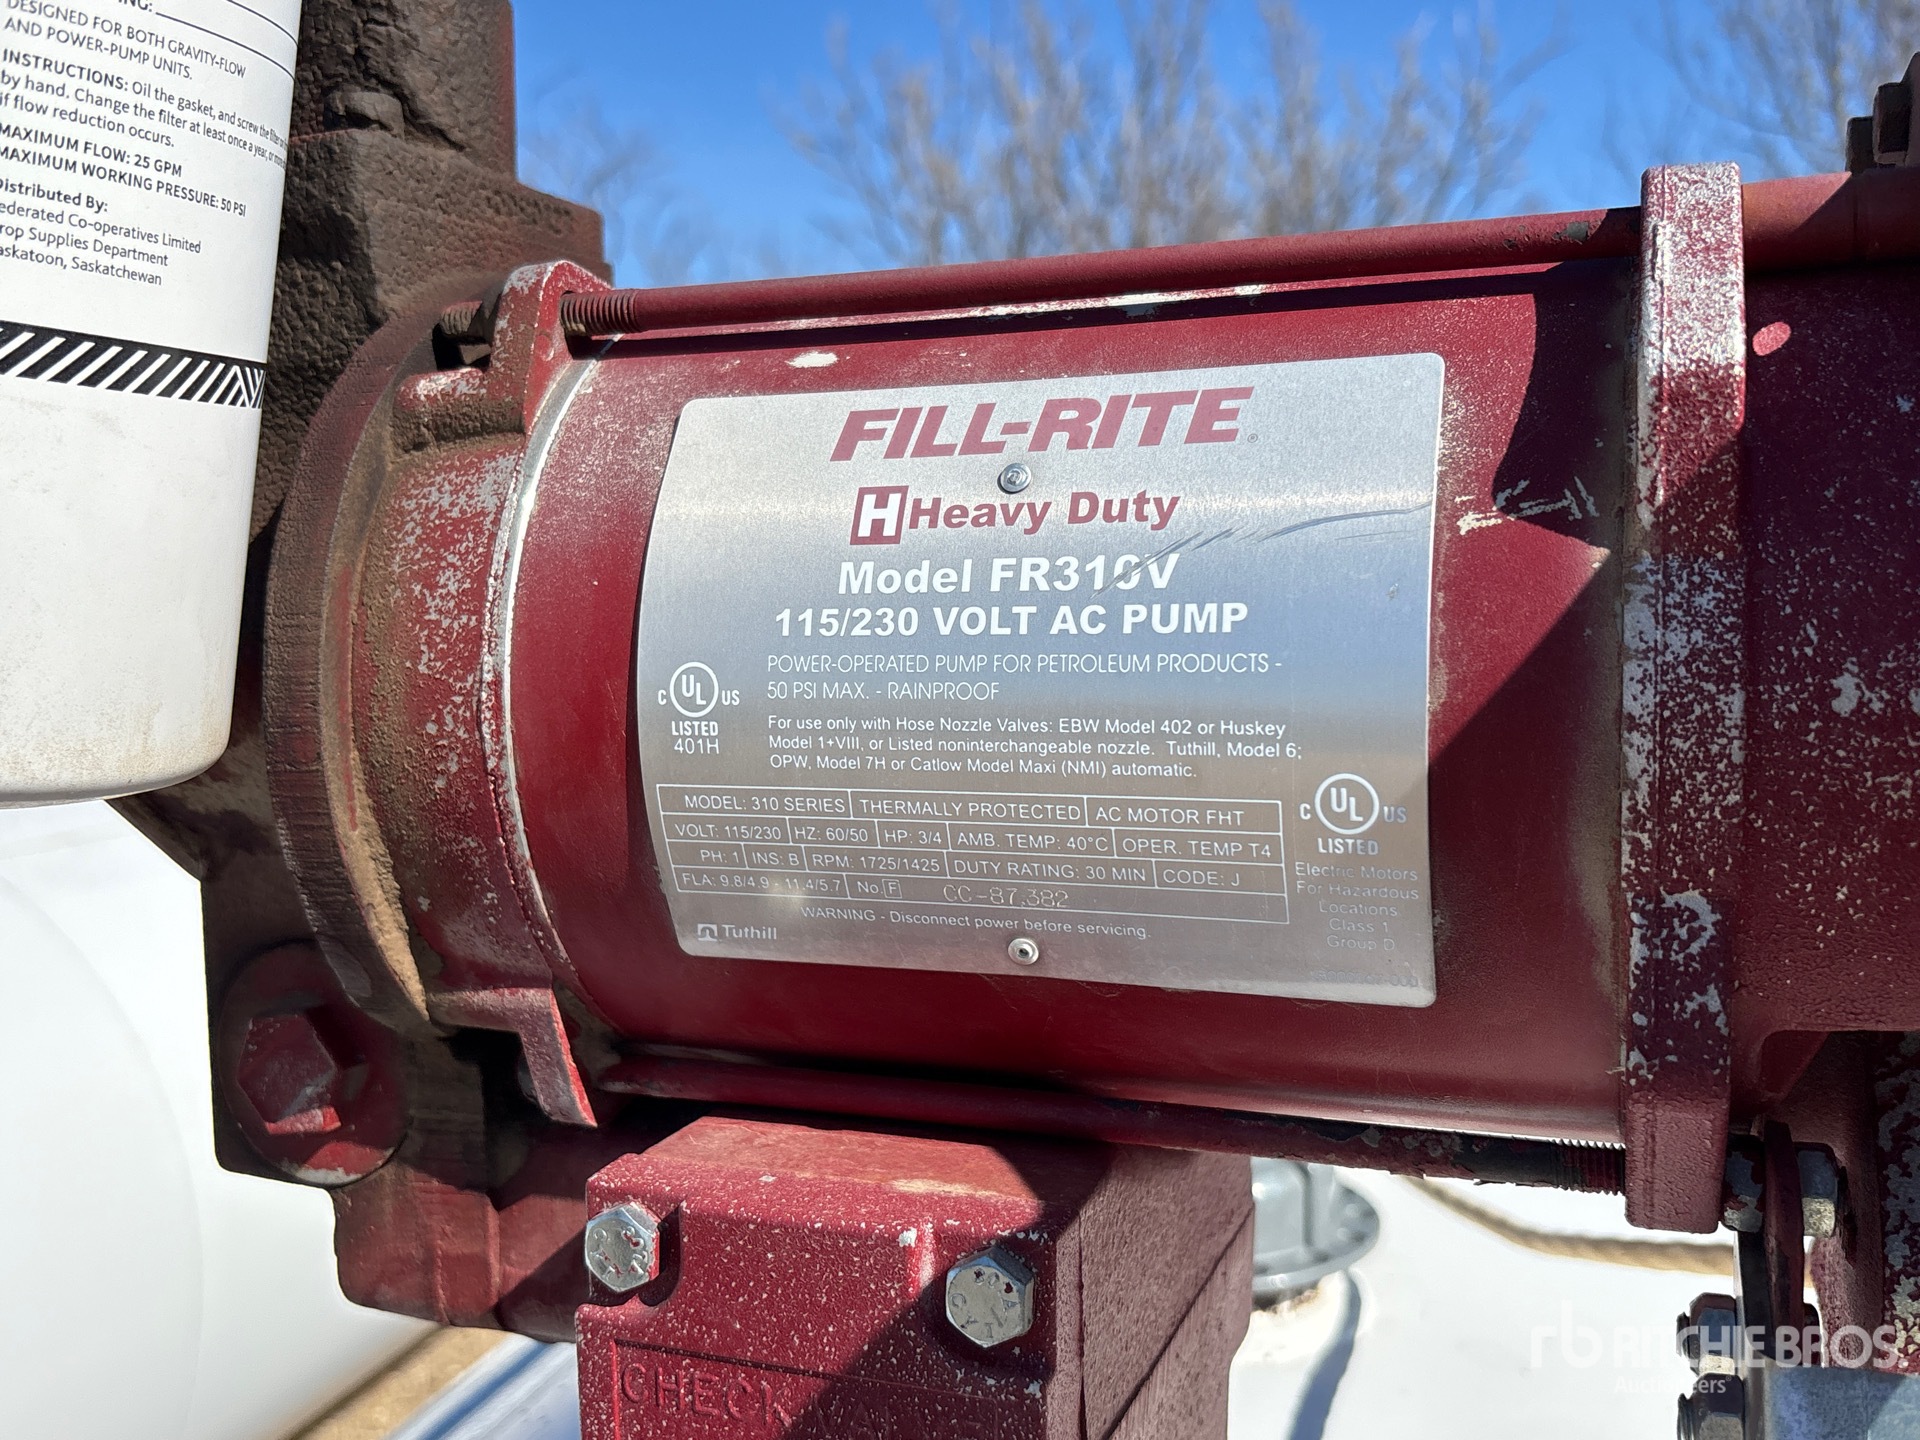 DESIGNED FOR BOTH GRAVITY-FLOW
AND POWER-PUMP UNITS.
INSTRUCTIONS: Oil the gasket, and screw the filter
by hand. Change the filter at least once a year, or
if flow reduction occurs.
MAXIMUM FLOW: 25 GPM
MAXIMUM WORKING PRESSURE: 50 PSI
Distributed By:
ederated Co-operatives Limited
rop Supplies Department
askatoon, Saskatchewan
FILL-RITE®
H Heavy Duty
Model FR310V
115/230 VOLT AC PUMP
POWER-OPERATED PUMP FOR PETROLEUM PRODUCTS -
50 PSI MAX. - RAINPROOF
C UL US
LISTED
401H
For use only with Hose Nozzle Valves: EBW Model 402 or Huskey
Model 1+VIII, or Listed noninterchangeable nozzle. Tuthill, Model 6;
OPW, Model 7H or Catlow Model Maxi (NMI) automatic.
MODEL: 310 SERIES THERMALLY PROTECTED AC MOTOR FHT
VOLT: 115/230 HZ: 60/50 HP: 3/4 AMB. TEMP: 40°C OPER. TEMP T4
PH: 1 INS: B RPM: 1725/1425 DUTY RATING: 30 MIN CODE: J
FLA: 9.8/4.9 - 11.4/5.7 No. F CC-87,382
WARNING - Disconnect power before servicing.
Tuthill
C UL US
LISTED
Electric Motors
For Hazardous
Locations
Class 1
Group D
CHECK VALVE
rb RITCHIE BROS.
Auctioneers